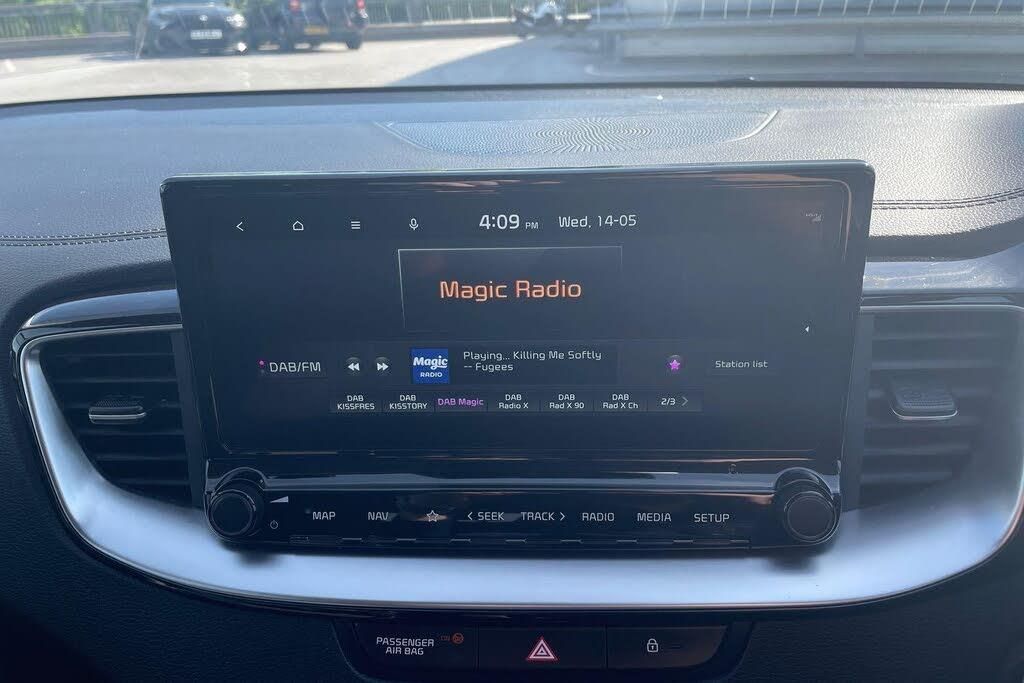 4:09 PM Wed, 14-05
Magic Radio
DAB/FM
Magic
RADIO
Playing... Killing Me Softly
-- Fugees
Station list
DAB
KISSFRES
DAB
KISSTORY
DAB Magic
DAB
Radio X
DAB
Rad X 90
DAB
Rad X Ch
2/3 >
MAP NAV < SEEK TRACK > RADIO MEDIA SETUP
PASSENGER
AIR BAG
ON